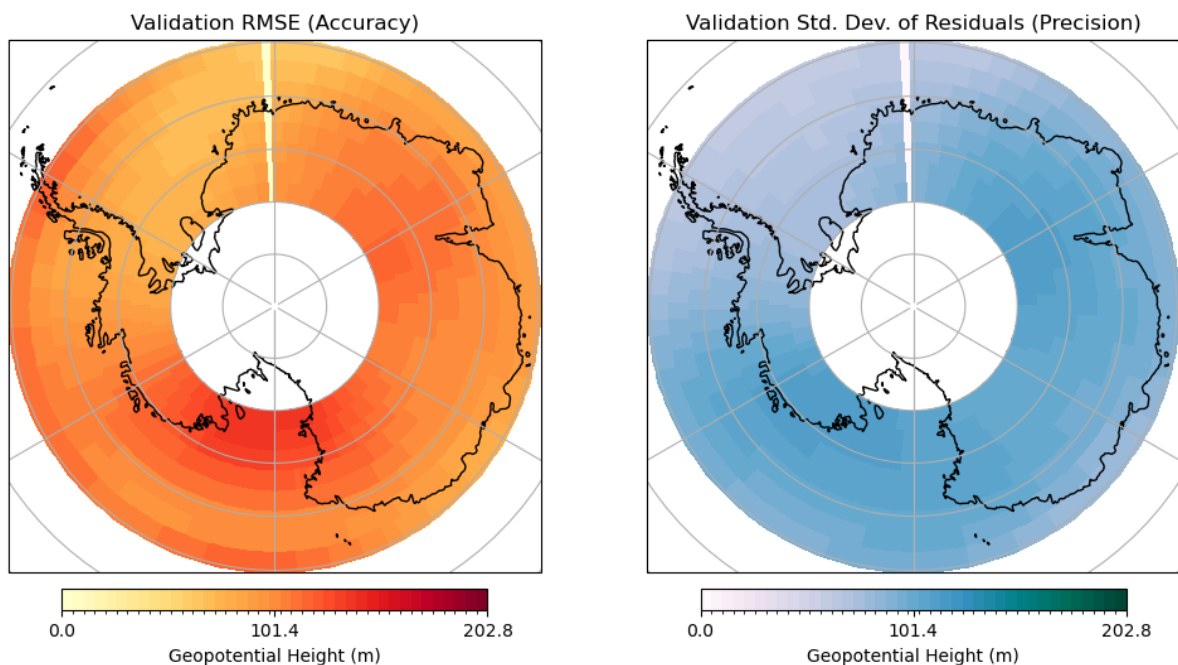 Validation RMSE (Accuracy)
Validation Std. Dev. of Residuals (Precision)
0.0 101.4 202.8
Geopotential Height (m)
0.0 101.4 202.8
Geopotential Height (m)